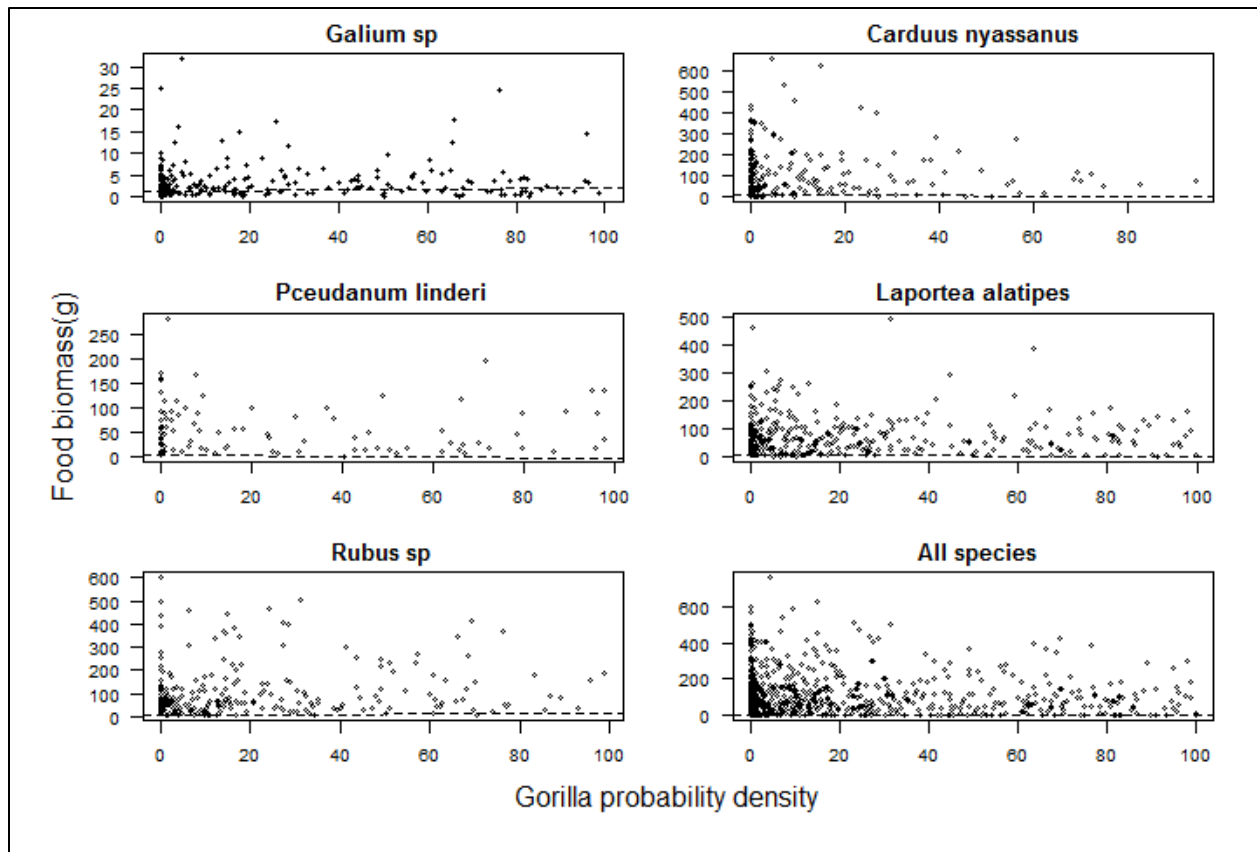 Galium sp
30
25
20
15
10
5
0
0 20 40 60 80 100
Carduus nyassanus
600
500
400
300
200
100
0
0 20 40 60 80
Pceudanum linderi
250
200
150
100
50
0
0 20 40 60 80 100
Laportea alatipes
500
400
300
200
100
0
0 20 40 60 80 100
Rubus sp
600
500
400
300
200
100
0
0 20 40 60 80 100
All species
600
400
200
0
0 20 40 60 80 100
Food biomass(g)
Gorilla probability density